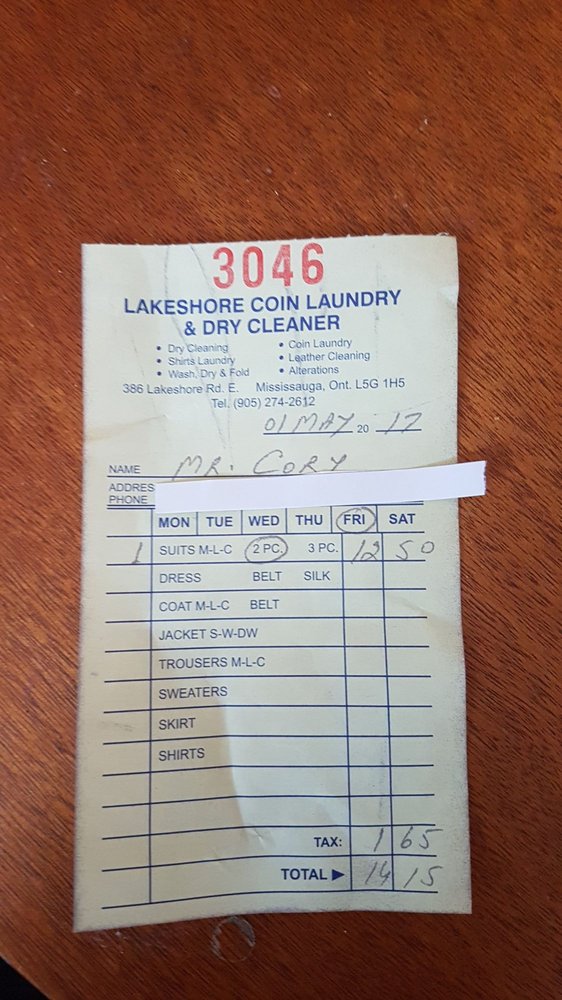 3046
LAKESHORE COIN LAUNDRY
& DRY CLEANER
• Dry Cleaning • Coin Laundry
• Shirts Laundry • Leather Cleaning
• Wash, Dry & Fold • Alterations
386 Lakeshore Rd. E. Mississauga, Ont. L5G 1H5
Tel. (905) 274-2612
01 MAY 20 17
NAME MR. CORY
ADDRES
PHONE
MON TUE WED THU FRI SAT
1 SUITS M-L-C 2 PC. 3 PC. 12 50
DRESS BELT SILK
COAT M-L-C BELT
JACKET S-W-DW
TROUSERS M-L-C
SWEATERS
SKIRT
SHIRTS
TAX: 1 65
TOTAL ► 14 15